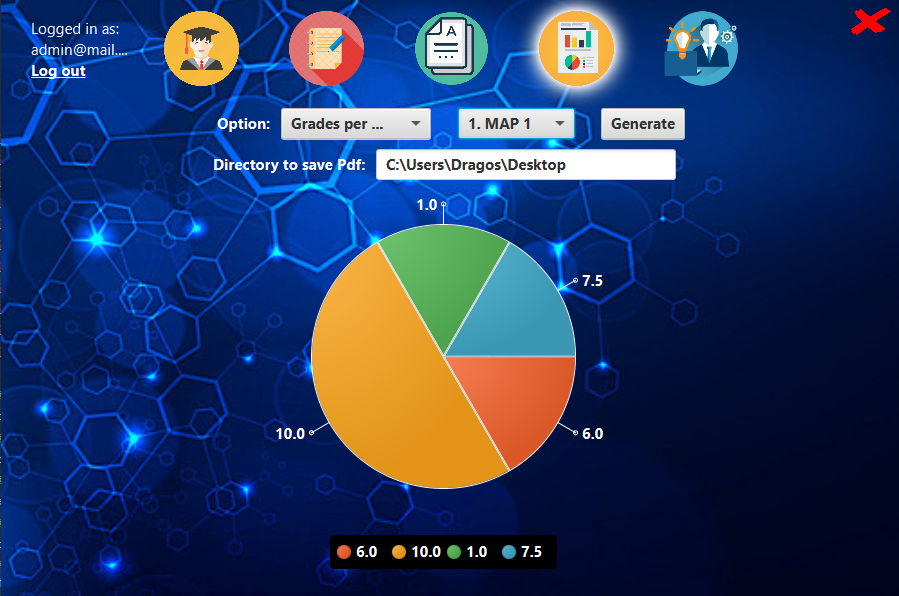 Logged in as:
admin@mail....
Log out
A
Option: Grades per ... 1. MAP 1 Generate
Directory to save Pdf: C:\Users\Dragos\Desktop
1.0
7.5
10.0
6.0
6.0 10.0 1.0 7.5